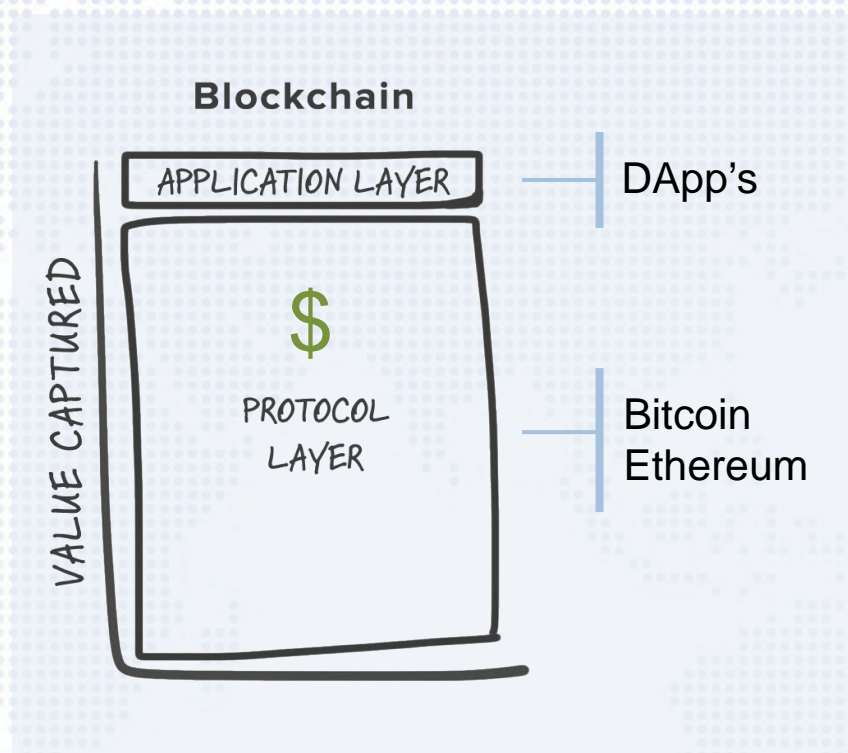 Blockchain
APPLICATION LAYER
DApp's
VALUE CAPTURED
$
PROTOCOL
LAYER
Bitcoin
Ethereum